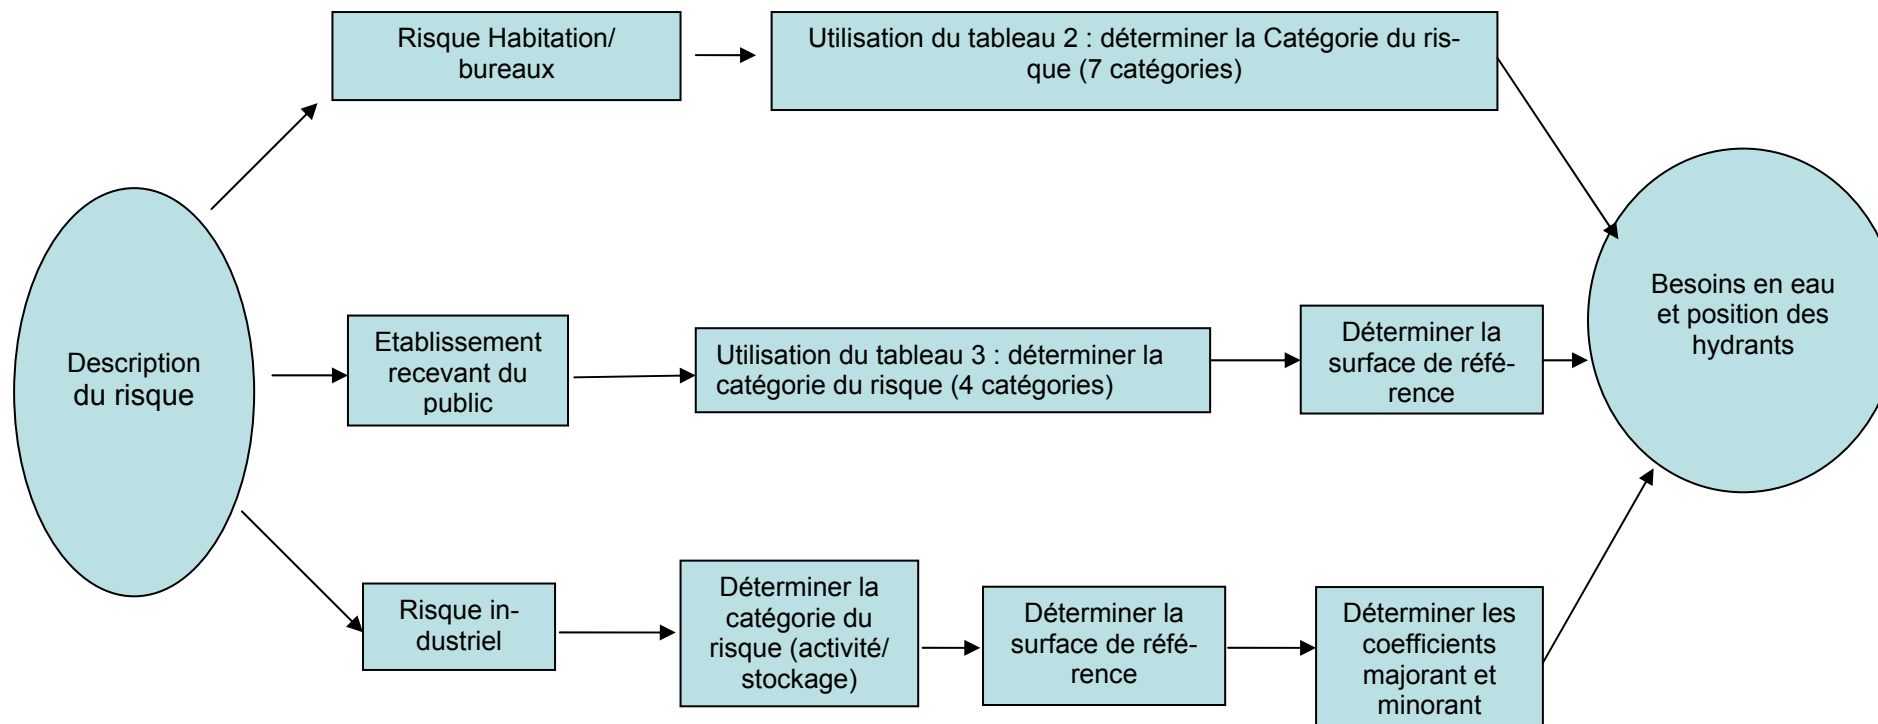 Risque Habitation/
bureaux
Utilisation du tableau 2 : déterminer la Catégorie du ris-
que (7 catégories)
Description
du risque
Etablissement
recevant du
public
Utilisation du tableau 3 : déterminer la
catégorie du risque (4 catégories)
Déterminer la
surface de réfé-
rence
Besoins en eau
et position des
hydrants
Risque in-
dustriel
Déterminer la
catégorie du
risque (activité/
stockage)
Déterminer la
surface de réfé-
rence
Déterminer les
coefficients
majorant et
minorant